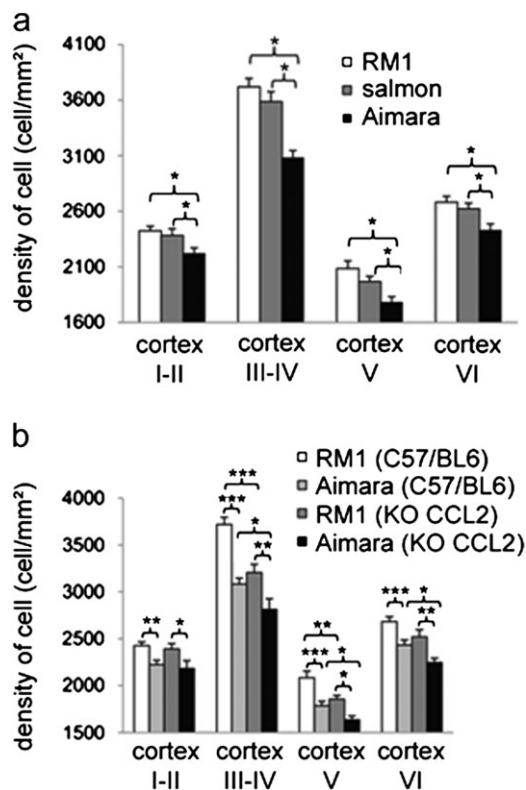 a
density of cell (cell/mm²)
4100
3600
3100
2600
2100
1600
RM1
salmon
Aimara
* * * * * * * *
cortex cortex cortex cortex
I-II III-IV V VI
b
density of cell (cell/mm²)
4000
3500
3000
2500
2000
1500
RM1 (C57/BL6)
Aimara (C57/BL6)
RM1 (KO CCL2)
Aimara (KO CCL2)
** * *** *** * ** ** *** * * *** * **
cortex cortex cortex cortex
I-II III-IV V VI